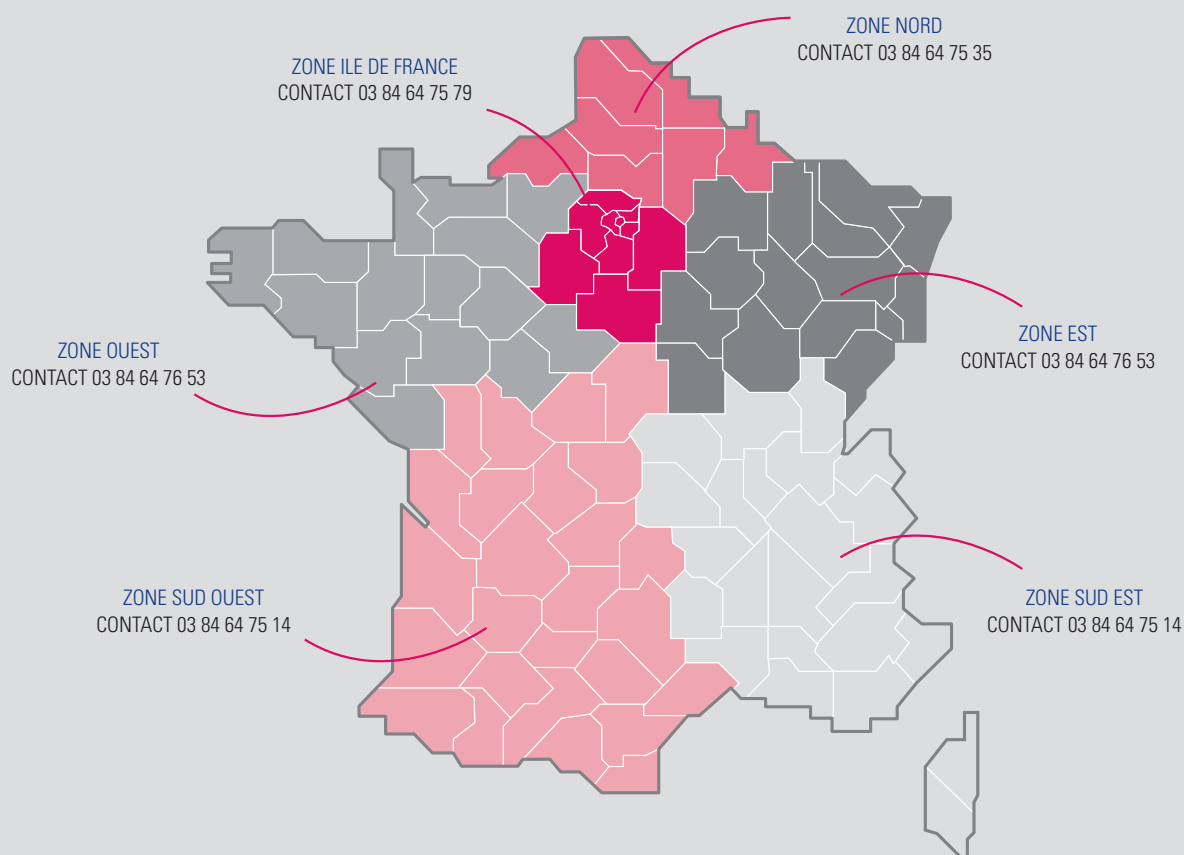 ZONE NORD
CONTACT 03 84 64 75 35
ZONE ILE DE FRANCE
CONTACT 03 84 64 75 79
ZONE EST
CONTACT 03 84 64 76 53
ZONE OUEST
CONTACT 03 84 64 76 53
ZONE SUD OUEST
CONTACT 03 84 64 75 14
ZONE SUD EST
CONTACT 03 84 64 75 14